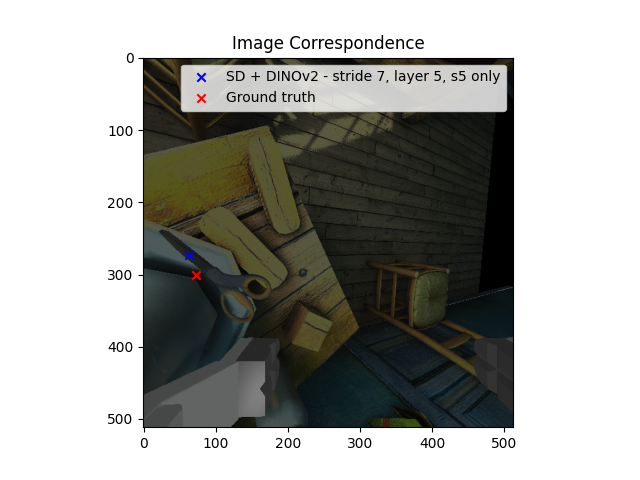 Image Correspondence
SD + DINOv2 - stride 7, layer 5, s5 only
Ground truth
0
100
200
300
400
500
0 100 200 300 400 500